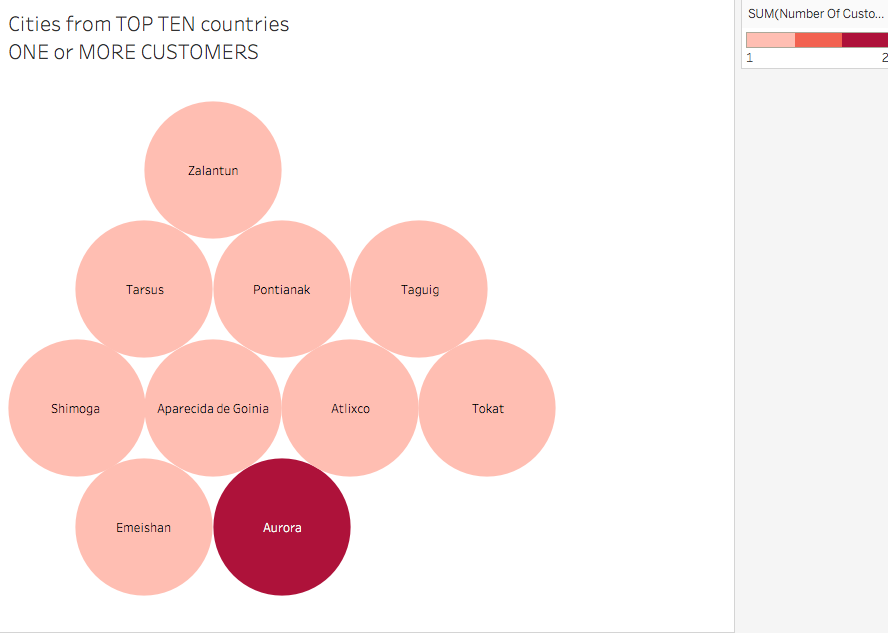 Cities from TOP TEN countries
ONE or MORE CUSTOMERS
SUM(Number Of Custo...
1 2
Zalantun
Tarsus Pontianak Taguig
Shimoga Aparecida de Goinia Atlixco Tokat
Emeishan Aurora